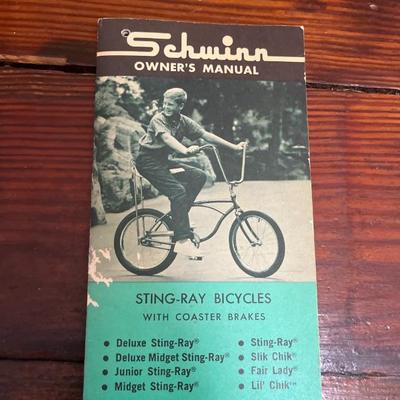 Schwinn
OWNER'S MANUAL
STING-RAY BICYCLES
WITH COASTER BRAKES
• Deluxe Sting-Ray®
• Deluxe Midget Sting-Ray®
• Junior Sting-Ray®
• Midget Sting-Ray®
• Sting-Ray®
• Slik Chik®
• Fair Lady®
• Lil' Chik™